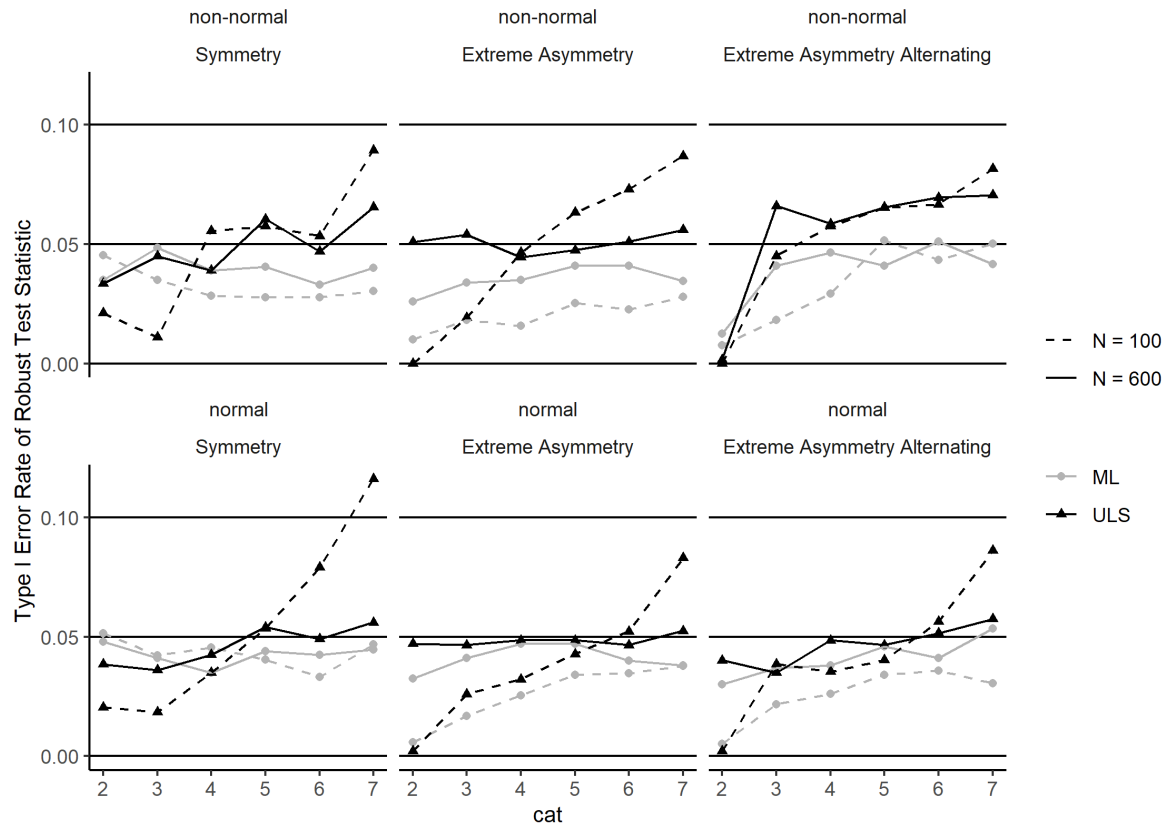 non-normal
Symmetry
non-normal
Extreme Asymmetry
non-normal
Extreme Asymmetry Alternating
0.10
0.05
0.00
Type I Error Rate of Robust Test Statistic
normal
Symmetry
normal
Extreme Asymmetry
normal
Extreme Asymmetry Alternating
0.10
0.05
0.00
2 3 4 5 6 7
2 3 4 5 6 7
2 3 4 5 6 7
cat
N = 100
N = 600
ML
ULS